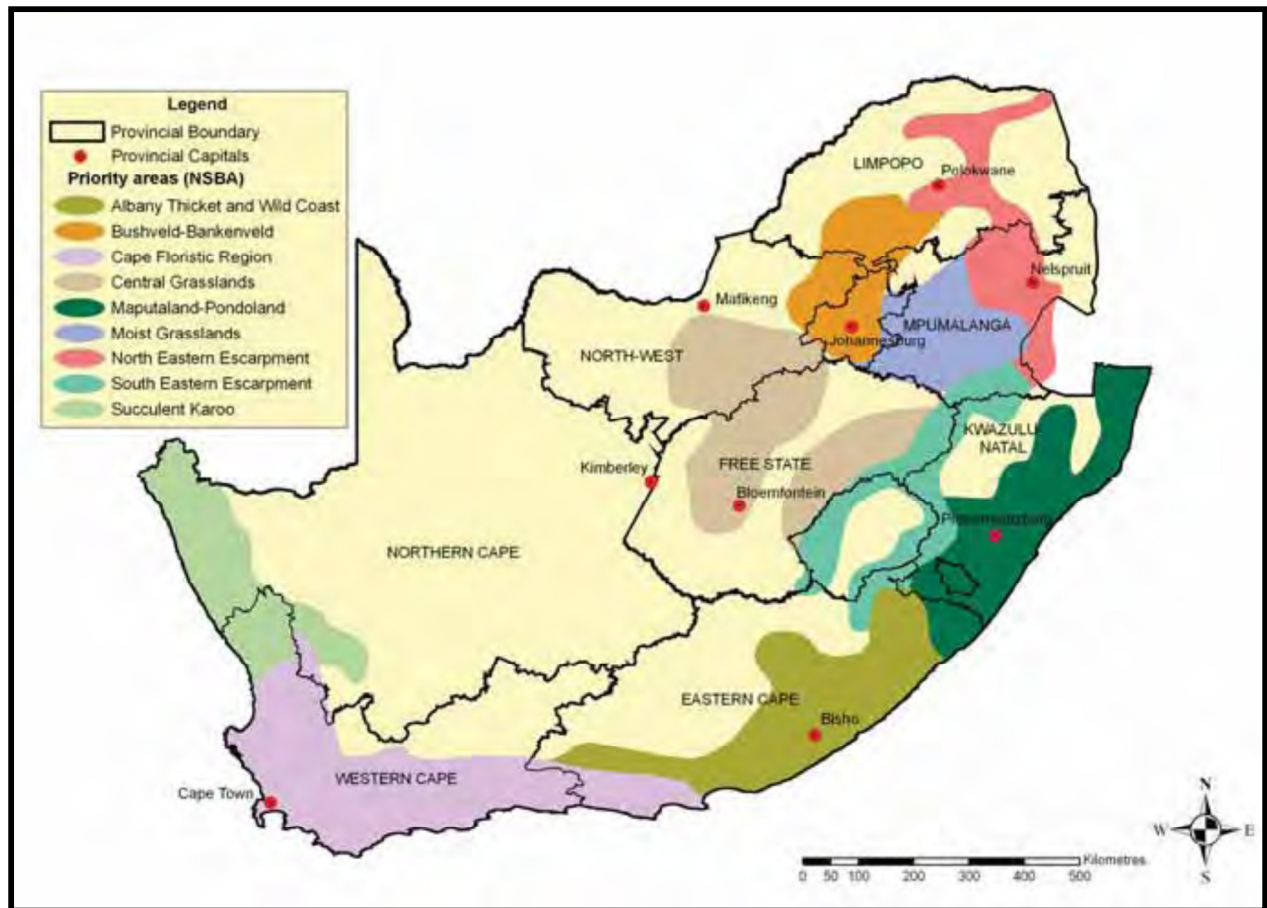 Legend
Provincial Boundary
Provincial Capitals
Priority areas (NSBA)
Albany Thicket and Wild Coast
Bushveld-Bankenveld
Cape Floristic Region
Central Grasslands
Maputaland-Pondoland
Moist Grasslands
North Eastern Escarpment
South Eastern Escarpment
Succulent Karoo
LIMPOPO
Polokwane
Nelspruit
Mafikeng
MPUMALANGA
Johannesburg
NORTH-WEST
KWAZULU
NATAL
Kimberley
FREE STATE
Bloemfontein
Pietermaritzburg
NORTHERN CAPE
EASTERN CAPE
Bisho
WESTERN CAPE
Cape Town
N
W E
S
Kilometres
0 50 100 200 300 400 500